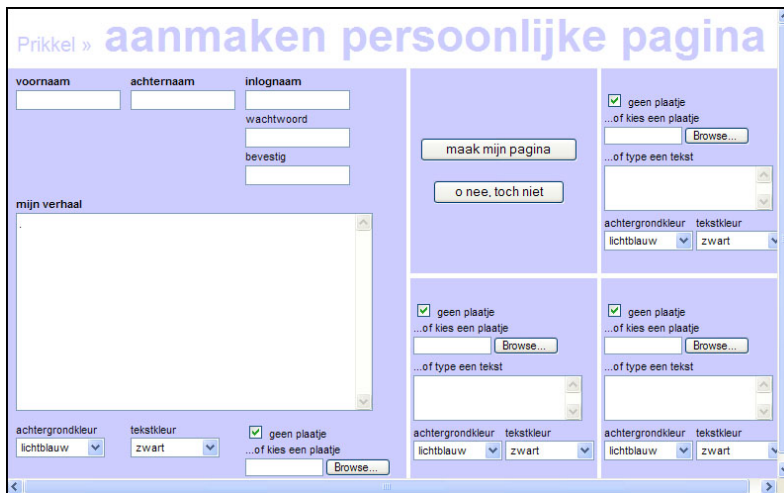 Prikkel » aanmaken persoonlijke pagina
voornaam achternaam inlognaam
wachtwoord
bevestig
mijn verhaal
.
achtergrondkleur tekstkleur
lichtblauw zwart
geen plaatje
...of kies een plaatje
Browse...
maak mijn pagina
o nee, toch niet
geen plaatje
...of kies een plaatje
Browse...
...of type een tekst
achtergrondkleur tekstkleur
lichtblauw zwart
geen plaatje
...of kies een plaatje
Browse...
...of type een tekst
achtergrondkleur tekstkleur
lichtblauw zwart
geen plaatje
...of kies een plaatje
Browse...
...of type een tekst
achtergrondkleur tekstkleur
lichtblauw zwart